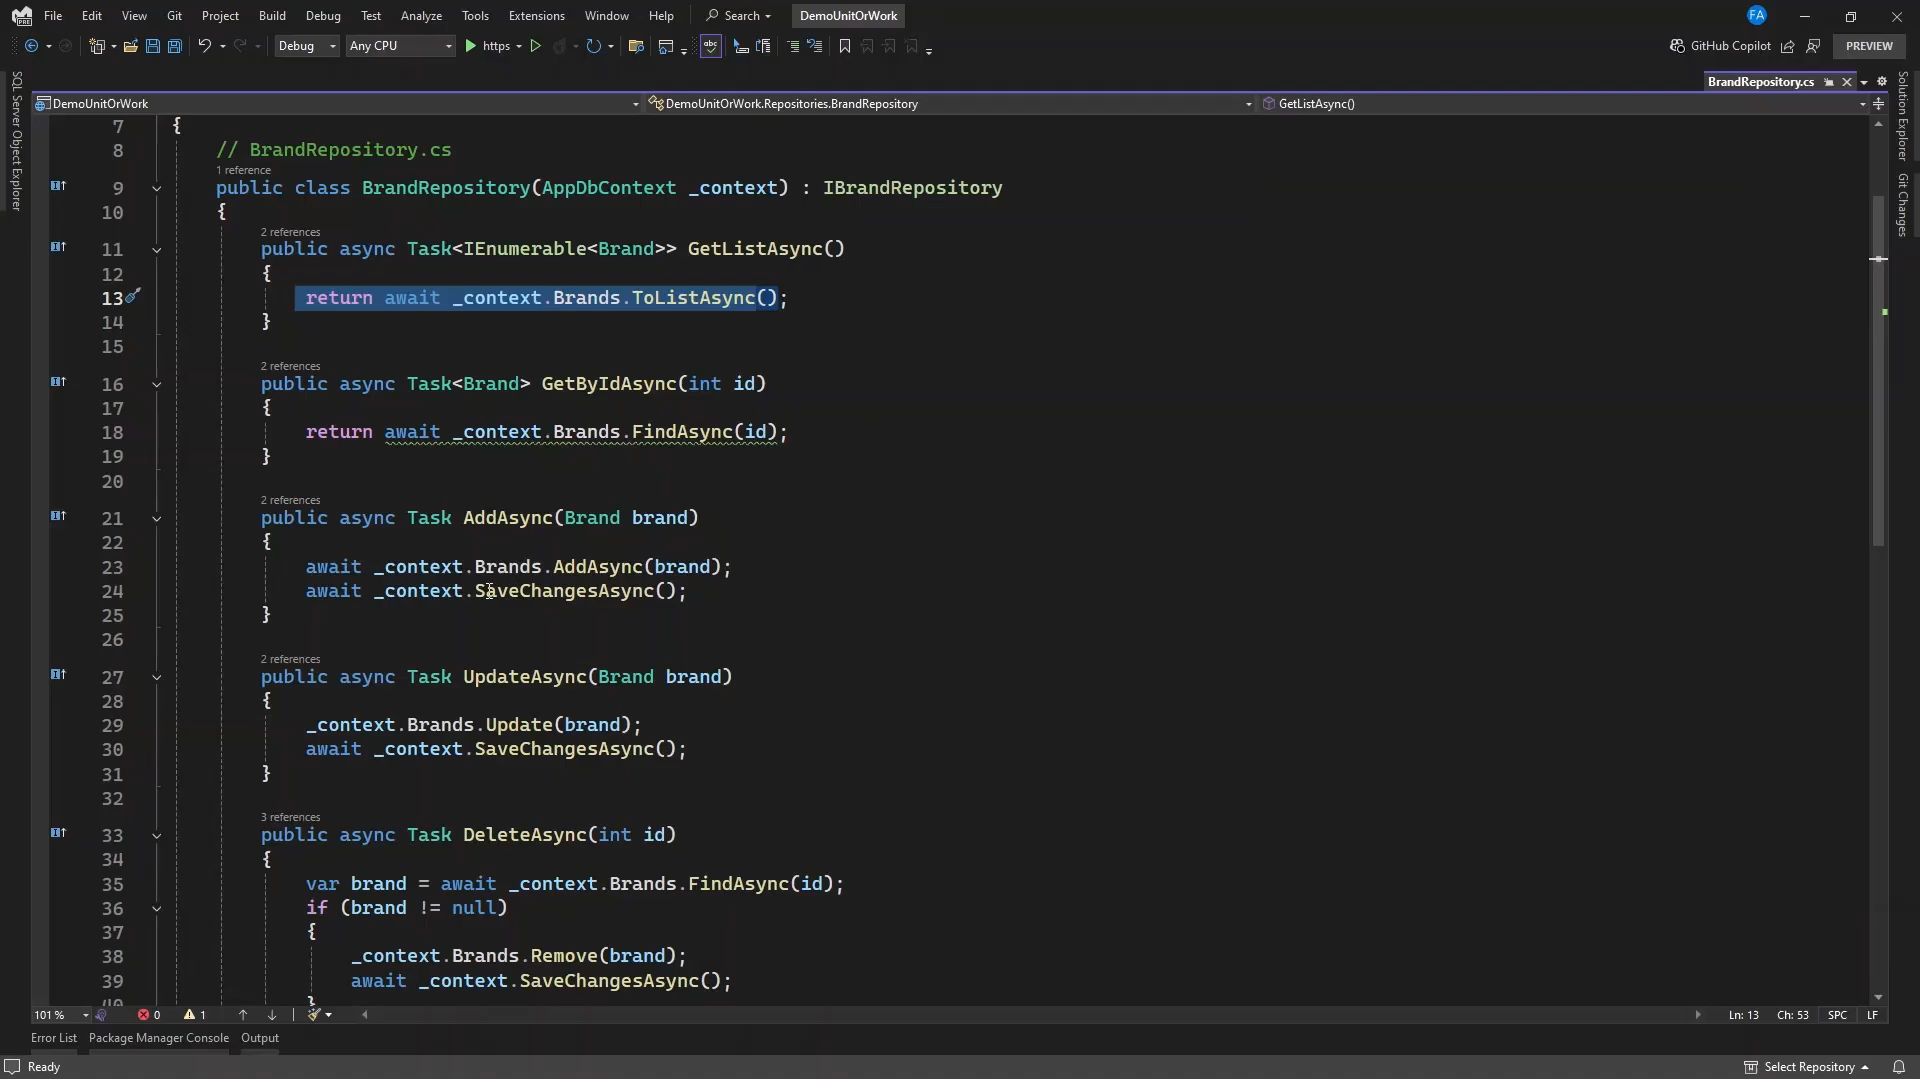 File Edit View Git Project Build Debug Test Analyze Tools Extensions Window Help Search DemoUnitOrWork FA
Debug Any CPU https GitHub Copilot PREVIEW
BrandRepository.cs
DemoUnitOrWork DemoUnitOrWork.Repositories.BrandRepository GetListAsync()
SQL Server Object Explorer
Solution Explorer
Git Changes
7 {
8 // BrandRepository.cs
1 reference
9 public class BrandRepository(AppDbContext _context) : IBrandRepository
10 {
2 references
11 public async Task<IEnumerable<Brand>> GetListAsync()
12 {
13 return await _context.Brands.ToListAsync();
14 }
15
2 references
16 public async Task<Brand> GetByIdAsync(int id)
17 {
18 return await _context.Brands.FindAsync(id);
19 }
20
2 references
21 public async Task AddAsync(Brand brand)
22 {
23 await _context.Brands.AddAsync(brand);
24 await _context.SaveChangesAsync();
25 }
26
2 references
27 public async Task UpdateAsync(Brand brand)
28 {
29 _context.Brands.Update(brand);
30 await _context.SaveChangesAsync();
31 }
32
3 references
33 public async Task DeleteAsync(int id)
34 {
35 var brand = await _context.Brands.FindAsync(id);
36 if (brand != null)
37 {
38 _context.Brands.Remove(brand);
39 await _context.SaveChangesAsync();
40 }
101 % 0 1 Ln: 13 Ch: 53 SPC LF
Error List Package Manager Console Output
Ready Select Repository